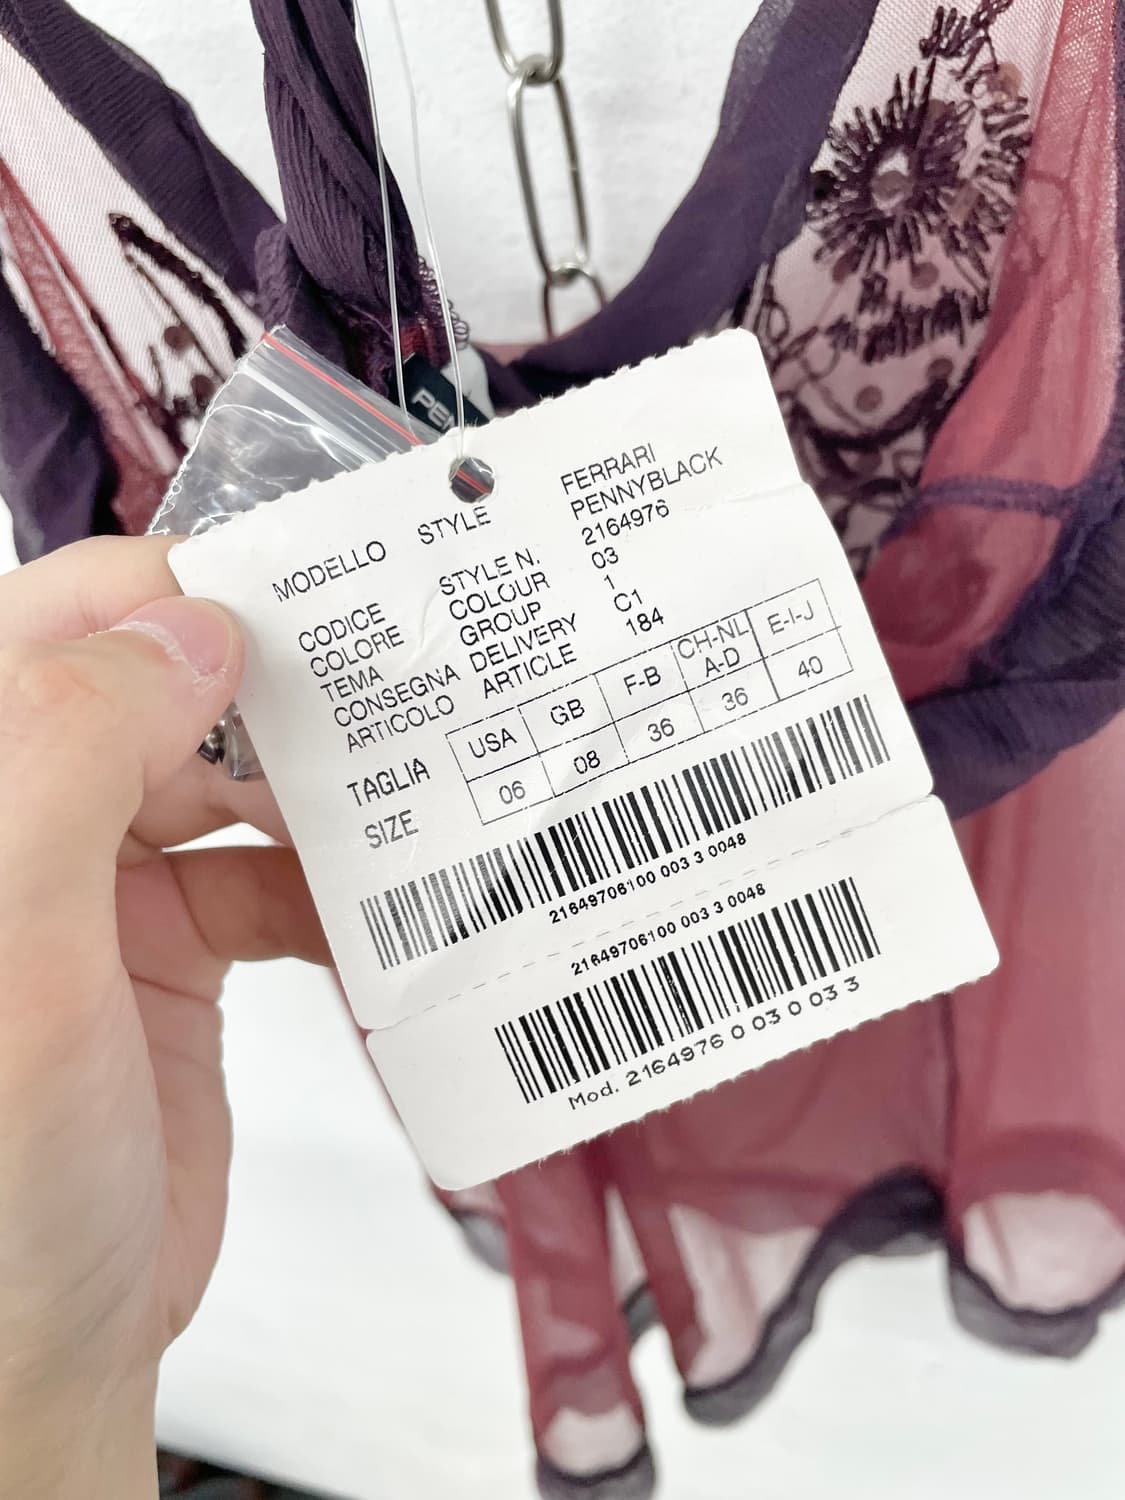 PEN
MODELLO STYLE FERRARI
PENNYBLACK
CODICE STYLE N. 2164976
COLORE COLOUR 03
TEMA GROUP 1
CONSEGNA DELIVERY C1
ARTICOLO ARTICLE 184
TAGLIA SIZE
USA GB F-B CH-NL A-D E-I-J
06 08 36 36 40
21649706100 003 3 0048
21649706100 003 3 0048
Mod. 2164976 0 03 0 03 3